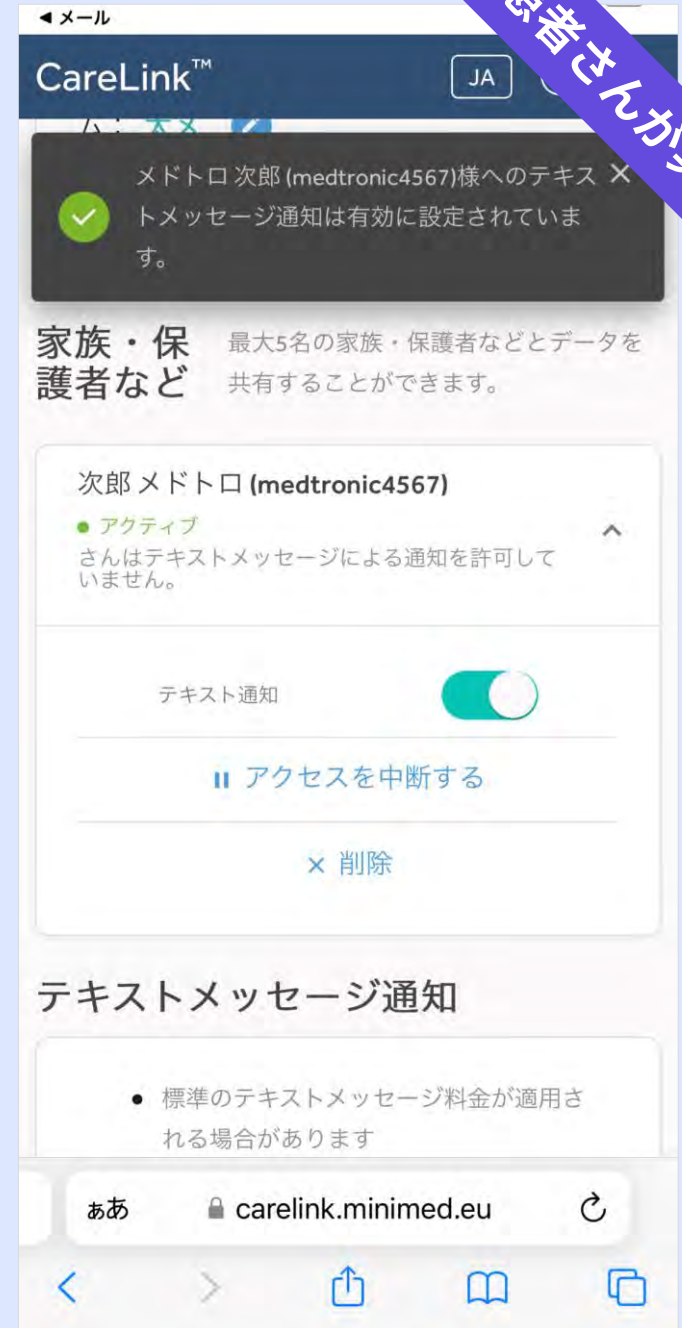 ◀ メール
CareLink™
JA
患者さんが
メドトロ 次郎 (medtronic4567)様へのテキス ×
トメッセージ通知は有効に設定されていま
す。
家族・保
護者など
最大5名の家族・保護者などとデータを
共有することができます。
次郎 メドトロ (medtronic4567)
● アクティブ
さんはテキストメッセージによる通知を許可して
いません。
テキスト通知
アクセスを中断する
× 削除
テキストメッセージ通知
• 標準のテキストメッセージ料金が適用さ
れる場合があります
ぁあ
carelink.minimed.eu